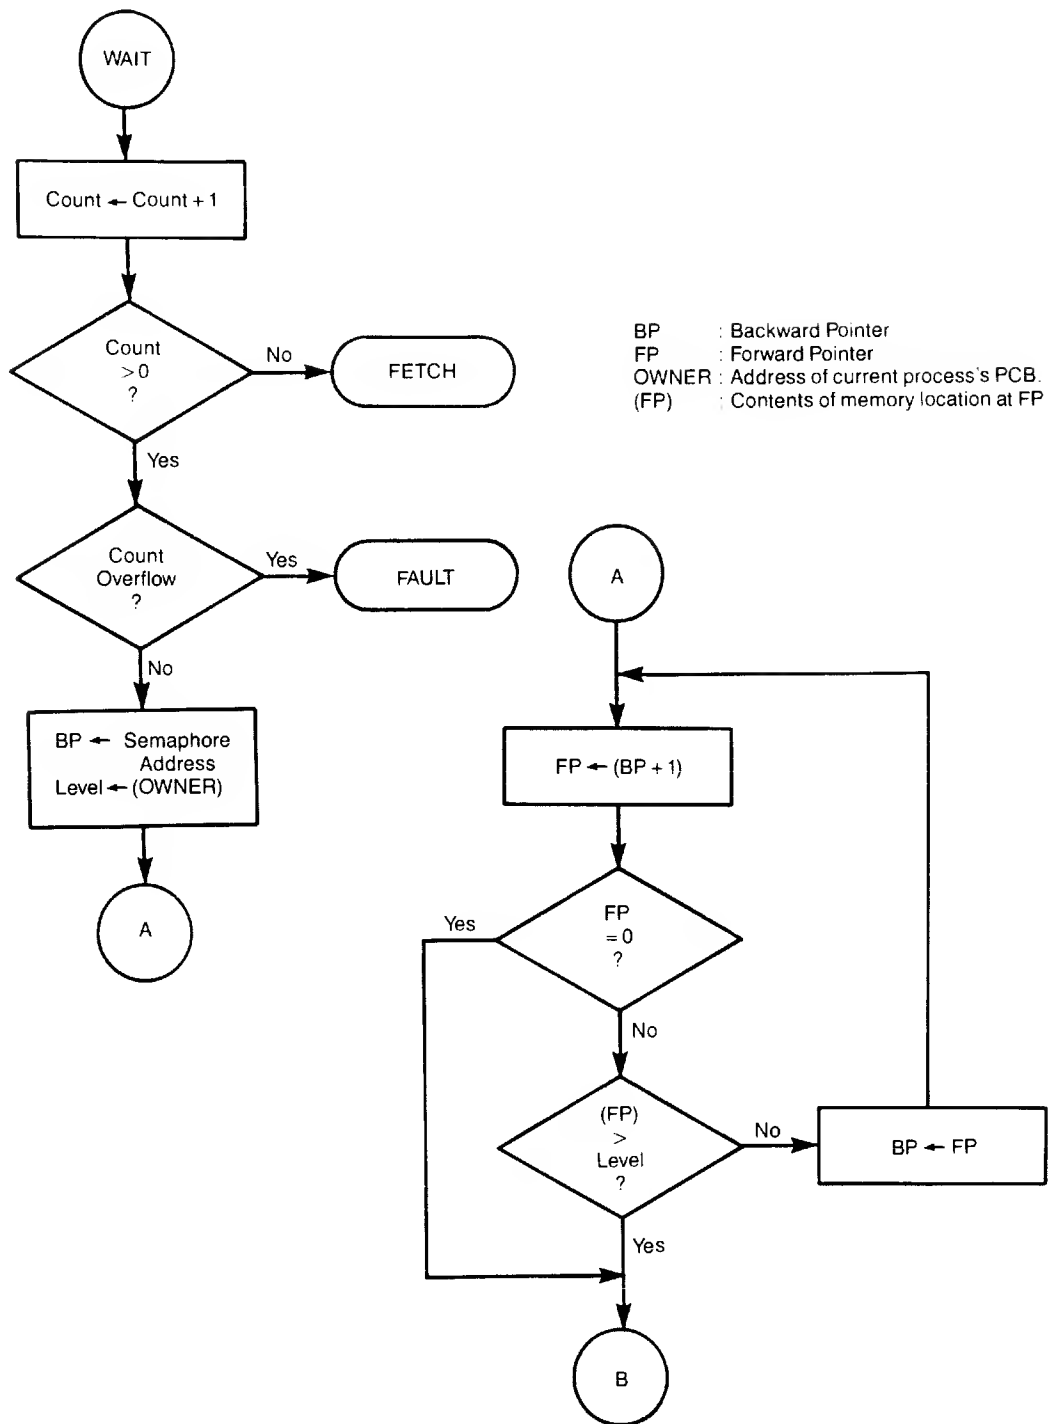 WAIT
Count ← Count + 1
Count
> 0
?
No
FETCH
Yes
Count
Overflow
?
Yes
FAULT
No
BP ← Semaphore
Address
Level ← (OWNER)
A
BP : Backward Pointer
FP : Forward Pointer
OWNER : Address of current process's PCB.
(FP) : Contents of memory location at FP
A
FP ← (BP + 1)
FP
= 0
?
Yes
No
(FP)
>
Level
?
No
BP ← FP
Yes
B